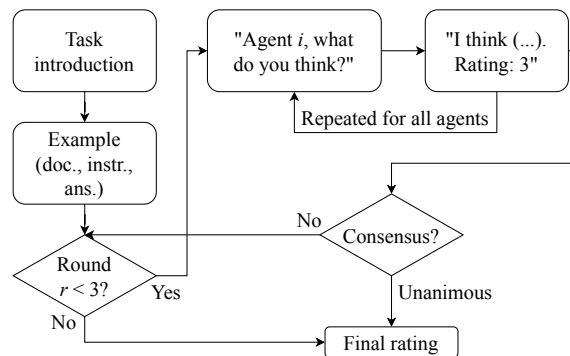 Task
introduction
"Agent i, what
do you think?"
"I think (...).
Rating: 3"
Repeated for all agents
Example
(doc., instr.,
ans.)
No
Consensus?
Round
r < 3?
Yes
Unanimous
No
Final rating